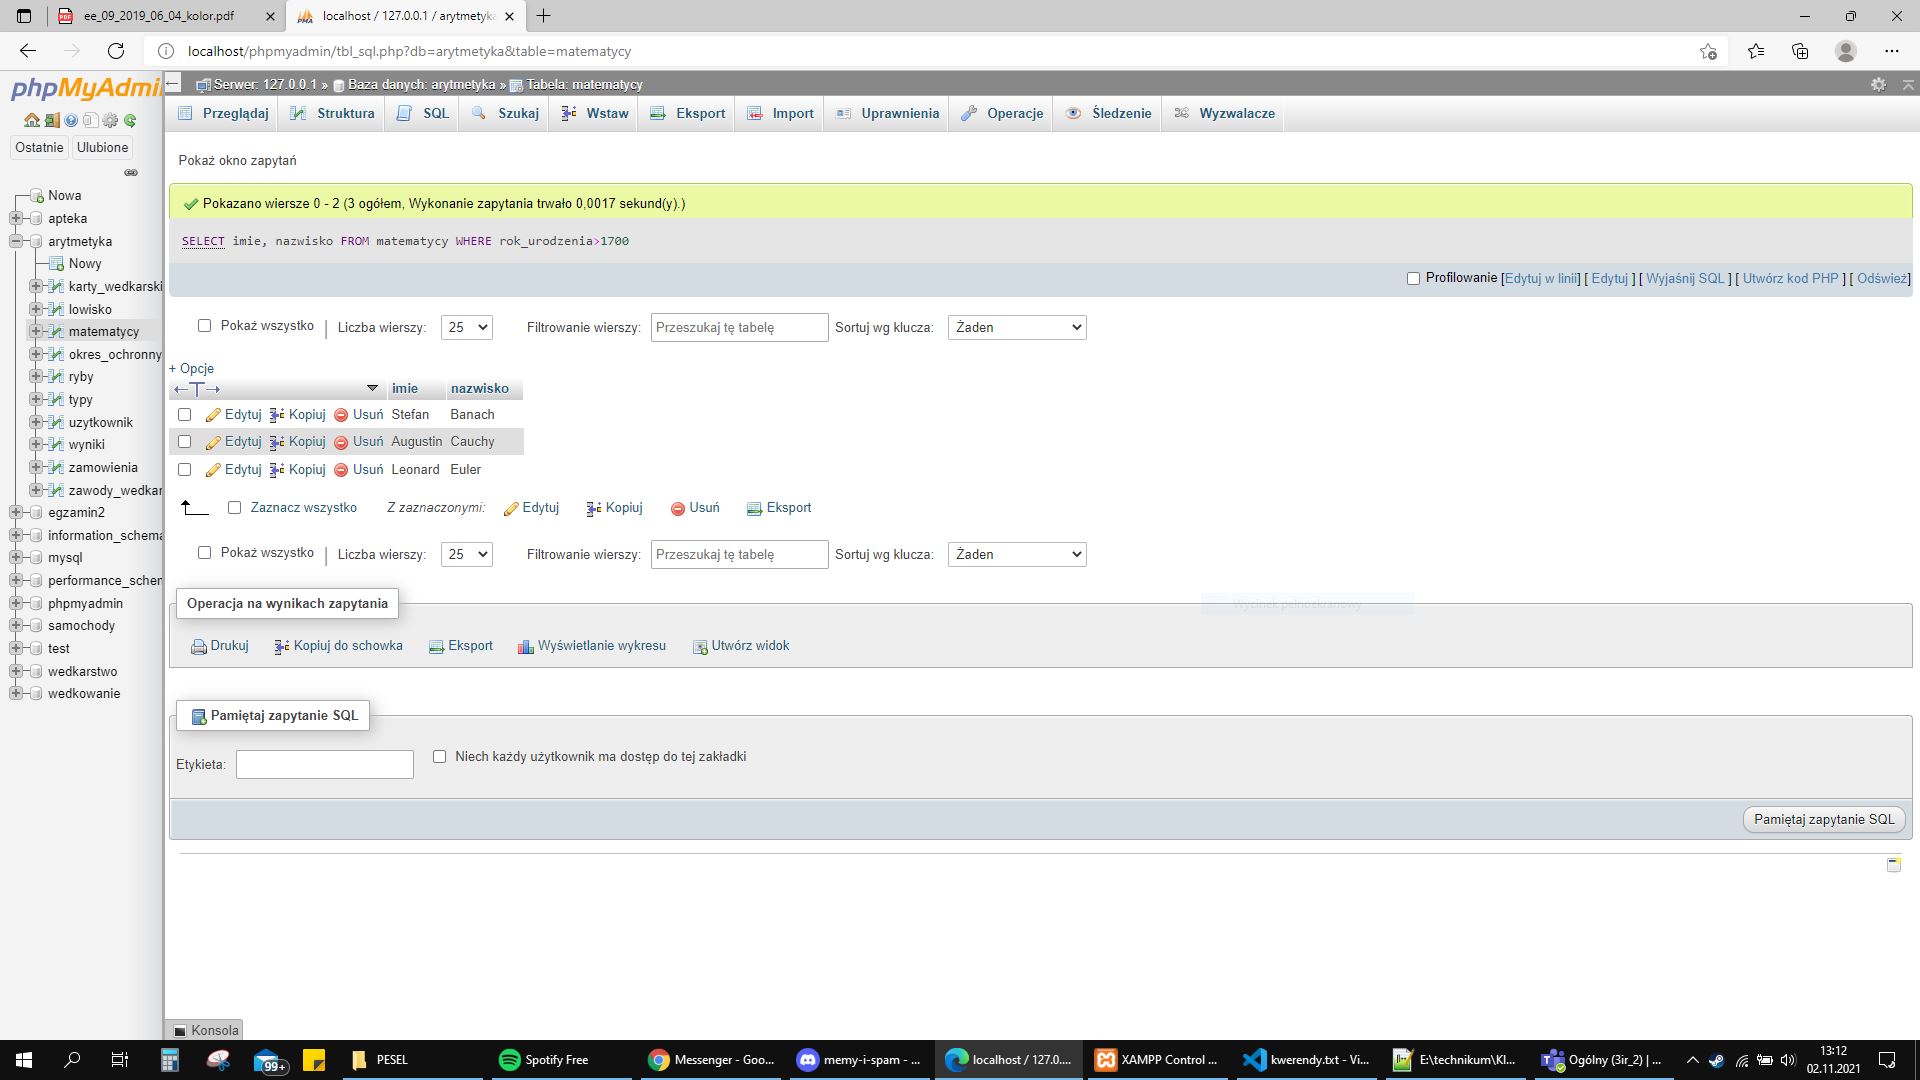 ee_09_2019_06_04_kolor.pdf
localhost / 127.0.0.1 / arytmetyka
localhost/phpmyadmin/tbl_sql.php?db=arytmetyka&table=matematycy
phpMyAdmin
Serwer: 127.0.0.1 » Baza danych: arytmetyka » Tabela: matematycy
Przeglądaj Struktura SQL Szukaj Wstaw Eksport Import Uprawnienia Operacje Śledzenie Wyzwalacze
Ostatnie Ulubione
Nowa
apteka
arytmetyka
Nowy
karty_wedkarski
lowisko
matematycy
okres_ochronny
ryby
typy
uzytkownik
wyniki
zamowienia
zawody_wedkar
egzamin2
information_schema
mysql
performance_schem
phpmyadmin
samochody
test
wedkarstwo
wedkowanie
Pokaż okno zapytań
Pokazano wiersze 0 - 2 (3 ogółem, Wykonanie zapytania trwało 0,0017 sekund(y).)
SELECT imie, nazwisko FROM matematycy WHERE rok_urodzenia>1700
Profilowanie [Edytuj w linii] [ Edytuj ] [ Wyjaśnij SQL ] [ Utwórz kod PHP ] [ Odśwież]
Pokaż wszystko Liczba wierszy: 25 Filtrowanie wierszy: Przeszukaj tę tabelę Sortuj wg klucza: Żaden
+ Opcje
←T→ imie nazwisko
Edytuj Kopiuj Usuń Stefan Banach
Edytuj Kopiuj Usuń Augustin Cauchy
Edytuj Kopiuj Usuń Leonard Euler
Zaznacz wszystko Z zaznaczonymi: Edytuj Kopiuj Usuń Eksport
Pokaż wszystko Liczba wierszy: 25 Filtrowanie wierszy: Przeszukaj tę tabelę Sortuj wg klucza: Żaden
Operacja na wynikach zapytania
Wycinek pełnoekranowy
Drukuj Kopiuj do schowka Eksport Wyświetlanie wykresu Utwórz widok
Pamiętaj zapytanie SQL
Etykieta: Niech każdy użytkownik ma dostęp do tej zakładki
Pamiętaj zapytanie SQL
Konsola
99+ PESEL Spotify Free Messenger - Goo... memy-i-spam - ... localhost / 127.0.... XAMPP Control ... kwerendy.txt - Vi... E:\technikum\Kl... Ogólny (3ir_2) | ...
13:12
02.11.2021